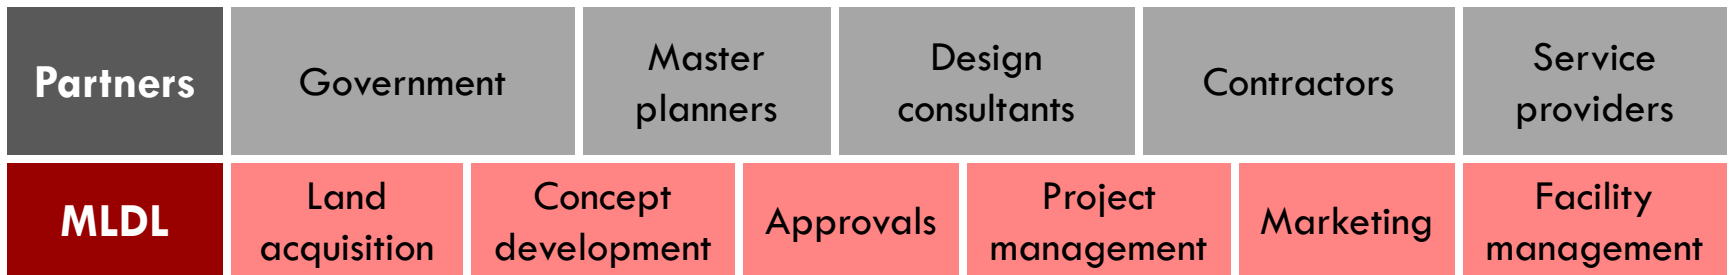 Partners
Government
Master
planners
Design
consultants
Contractors
Service
providers
MLDL
Land
acquisition
Concept
development
Approvals
Project
management
Marketing
Facility
management